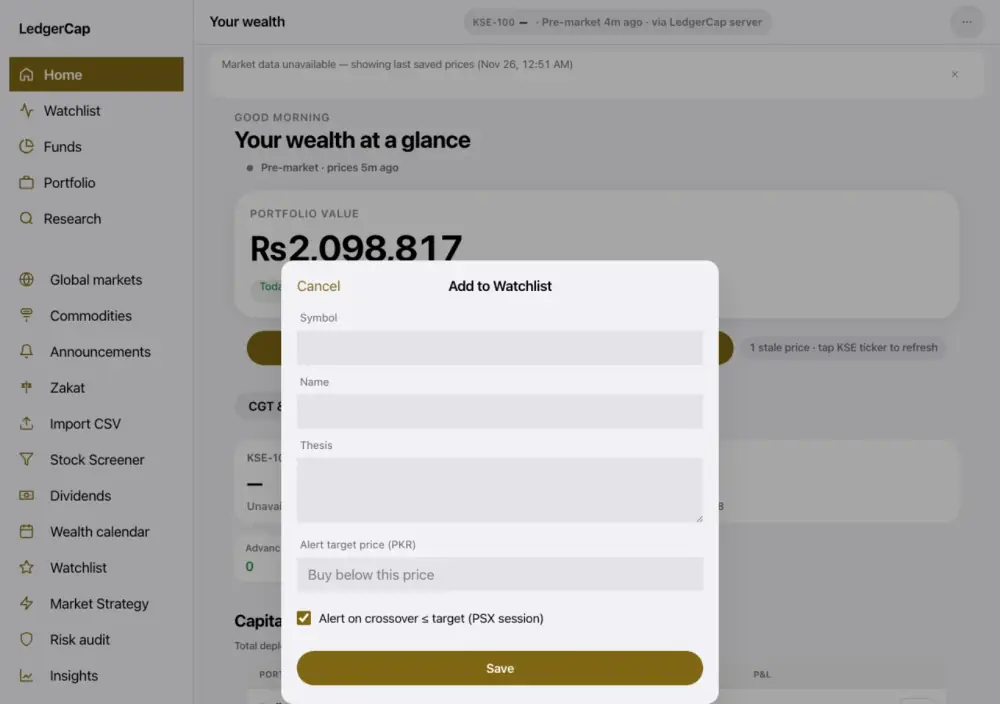 LedgerCap
Home
Watchlist
Funds
Portfolio
Research
Global markets
Commodities
Announcements
Zakat
Import CSV
Stock Screener
Dividends
Wealth calendar
Watchlist
Market Strategy
Risk audit
Insights
Your wealth
KSE-100 — · Pre-market 4m ago · via LedgerCap server
Market data unavailable — showing last saved prices (Nov 26, 12:51 AM)
GOOD MORNING
Your wealth at a glance
Pre-market · prices 5m ago
PORTFOLIO VALUE
Rs2,098,817
1 stale price · tap KSE ticker to refresh
CGT
—
0
Total
P&L
Cancel
Add to Watchlist
Symbol
Name
Thesis
Alert target price (PKR)
Buy below this price
Alert on crossover ≤ target (PSX session)
Save